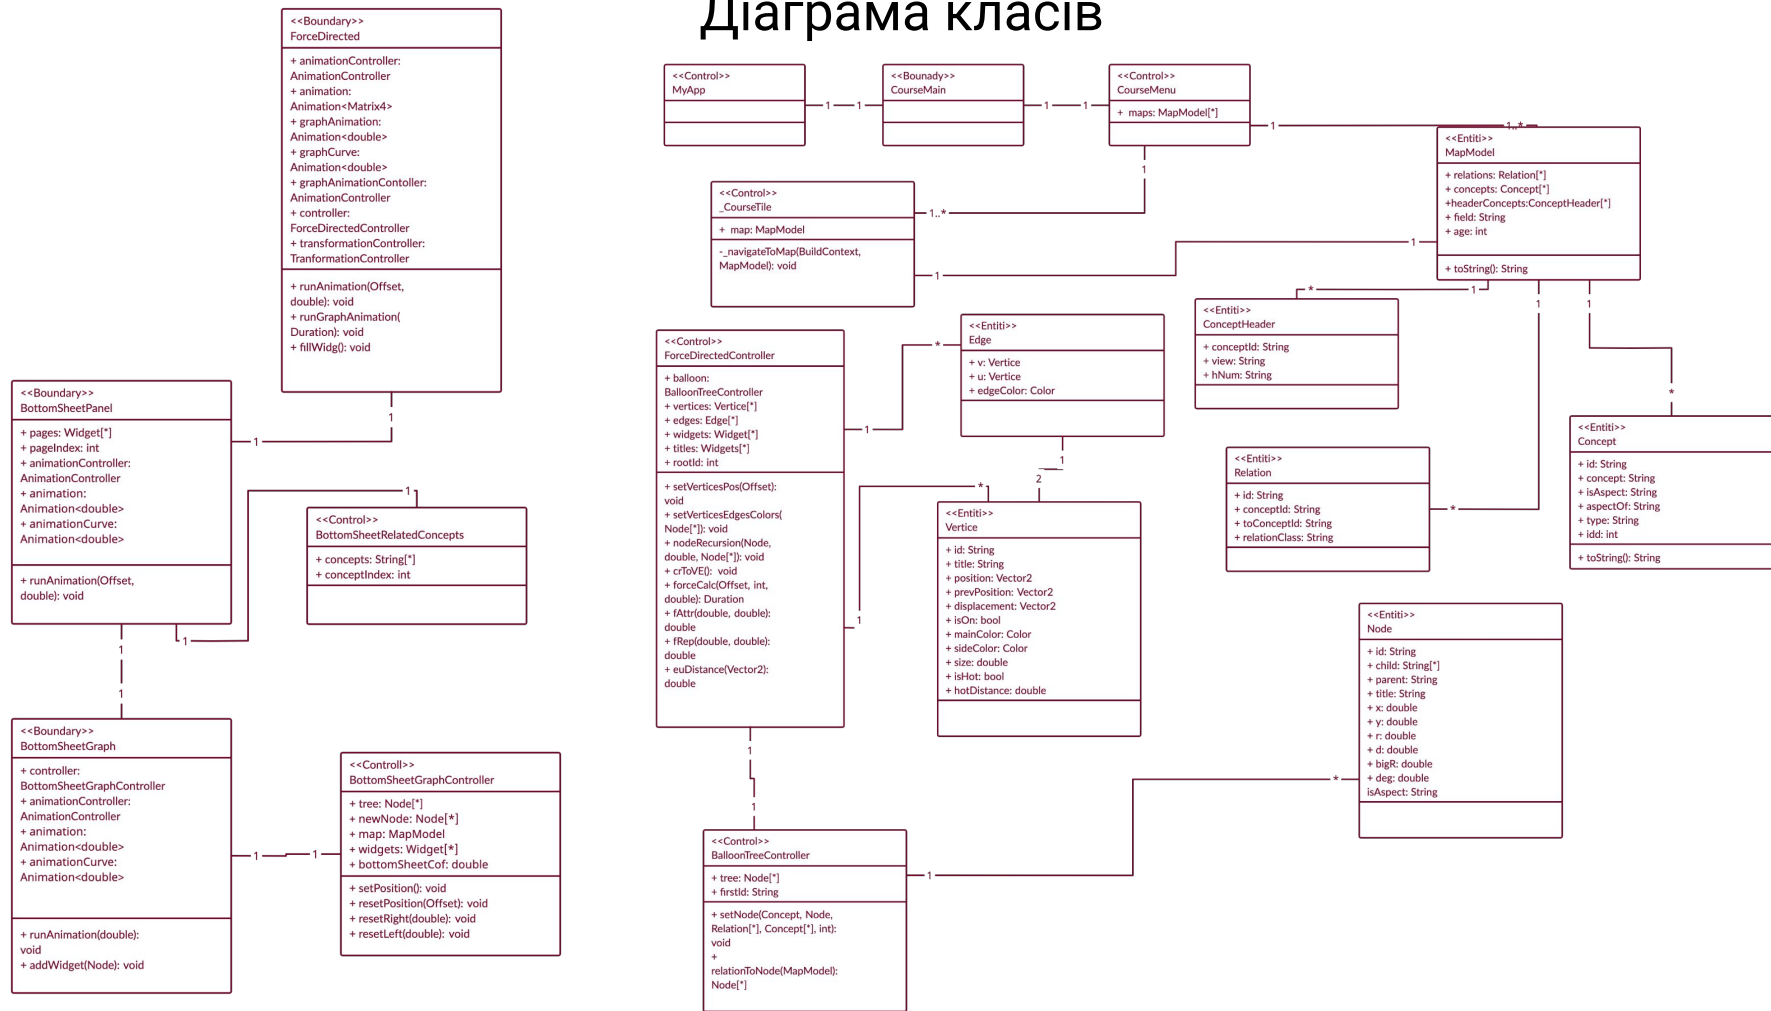 Діаграма класів
<<Boundary>>
ForceDirected
+ animationController:
AnimationController
+ animation:
Animation<Matrix4>
+ graphAnimation:
Animation<double>
+ graphCurve:
Animation<double>
+ graphAnimationContoller:
AnimationController
+ controller:
ForceDirectedController
+ transformationController:
TranformationController
+ runAnimation(Offset,
double): void
+ runGraphAnimation(
Duration): void
+ fillWidg(): void
1
1
<<Boundary>>
BottomSheetPanel
+ pages: Widget[*]
+ pageIndex: int
+ animationController:
AnimationController
+ animation:
Animation<double>
+ animationCurve:
Animation<double>
+ runAnimation(Offset,
double): void
1
1
<<Control>>
BottomSheetRelatedConcepts
+ concepts: String[*]
+ conceptIndex: int
1
1
<<Boundary>>
BottomSheetGraph
+ controller:
BottomSheetGraphController
+ animationController:
AnimationController
+ animation:
Animation<double>
+ animationCurve:
Animation<double>
+ runAnimation(double):
void
+ addWidget(Node): void
1
1
<<Controll>>
BottomSheetGraphController
+ tree: Node[*]
+ newNode: Node[*]
+ map: MapModel
+ widgets: Widget[*]
+ bottomSheetCof: double
+ setPosition(): void
+ resetPosition(Offset): void
+ resetRight(double): void
+ resetLeft(double): void
<<Control>>
MyApp
1
1
<<Bounady>>
CourseMain
1
1
<<Control>>
CourseMenu
+ maps: MapModel[*]
1
1..*
1
1..*
<<Control>>
_CourseTile
+ map: MapModel
-_navigateToMap(BuildContext,
MapModel): void
1
1
<<Entiti>>
MapModel
+ relations: Relation[*]
+ concepts: Concept[*]
+headerConcepts:ConceptHeader[*]
+ field: String
+ age: int
+ toString(): String
*
1
1
1
<<Entiti>>
ConceptHeader
+ conceptId: String
+ view: String
+ hNum: String
*
<<Entiti>>
Concept
+ id: String
+ concept: String
+ isAspect: String
+ aspectOf: String
+ type: String
+ idd: int
+ toString(): String
<<Entiti>>
Relation
+ id: String
+ conceptId: String
+ toConceptId: String
+ relationClass: String
*
<<Control>>
ForceDirectedController
+ balloon:
BalloonTreeController
+ vertices: Vertice[*]
+ edges: Edge[*]
+ widgets: Widget[*]
+ titles: Widgets[*]
+ rootId: int
+ setVerticesPos(Offset):
void
+ setVerticesEdgesColors(
Node[*]): void
+ nodeRecursion(Node,
double, Node[*]): void
+ crToVE(): void
+ forceCalc(Offset, int,
double): Duration
+ fAttr(double, double):
double
+ fRep(double, double):
double
+ euDistance(Vector2):
double
*
1
<<Entiti>>
Edge
+ v: Vertice
+ u: Vertice
+ edgeColor: Color
1
2
*
1
<<Entiti>>
Vertice
+ id: String
+ title: String
+ position: Vector2
+ prevPosition: Vector2
+ displacement: Vector2
+ isOn: bool
+ mainColor: Color
+ sideColor: Color
+ size: double
+ isHot: bool
+ hotDistance: double
<<Entiti>>
Node
+ id: String
+ child: String[*]
+ parent: String
+ title: String
+ x: double
+ y: double
+ r: double
+ d: double
+ bigR: double
+ deg: double
isAspect: String
1
1
*
1
<<Control>>
BalloonTreeController
+ tree: Node[*]
+ firstId: String
+ setNode(Concept, Node,
Relation[*], Concept[*], int):
void
+
relationToNode(MapModel):
Node[*]